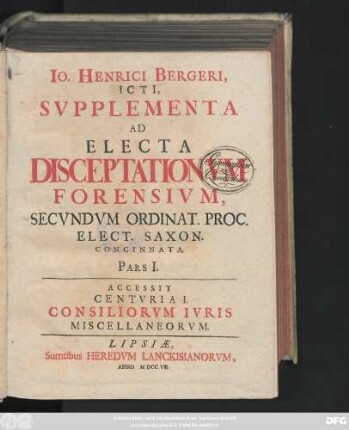 IO. HENRICI BERGERI,
ICTI,
SVPPLEMENTA
AD
ELECTA
DISCEPTATIONVM
FORENSIVM,
SECVNDVM ORDINAT. PROC.
ELECT. SAXON.
CONCINNATA.
PARS I.
ACCESSIT
CENTVRIA I.
CONSILIORVM IVRIS
MISCELLANEORVM.
LIPSIÆ,
Sumtibus HEREDVM LANCKISIANORVM,
ANNO M DCC VII.